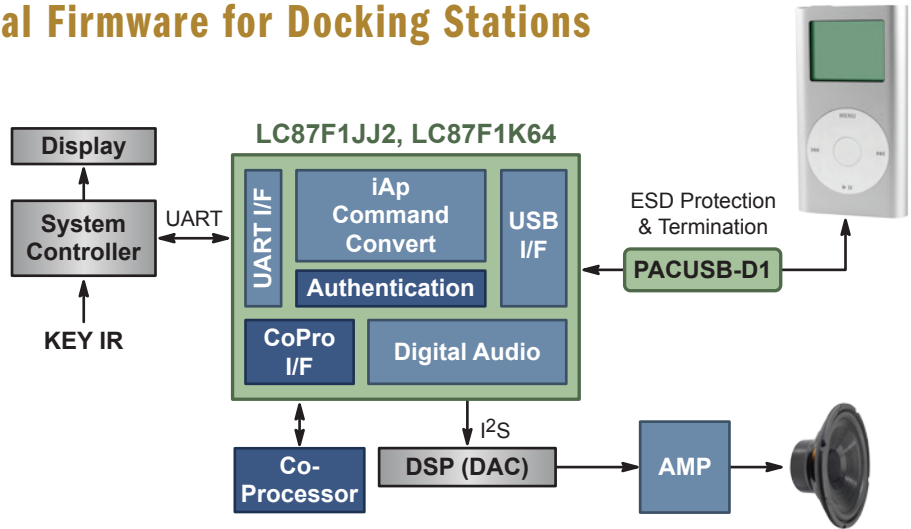 al Firmware for Docking Stations
LC87F1JJ2, LC87F1K64
Display
System
Controller
UART
KEY IR
UART I/F
iAp
Command
Convert
USB
I/F
Authentication
CoPro
I/F
Digital Audio
ESD Protection
& Termination
PACUSB-D1
MENU
I²S
Co-
Processor
DSP (DAC)
AMP